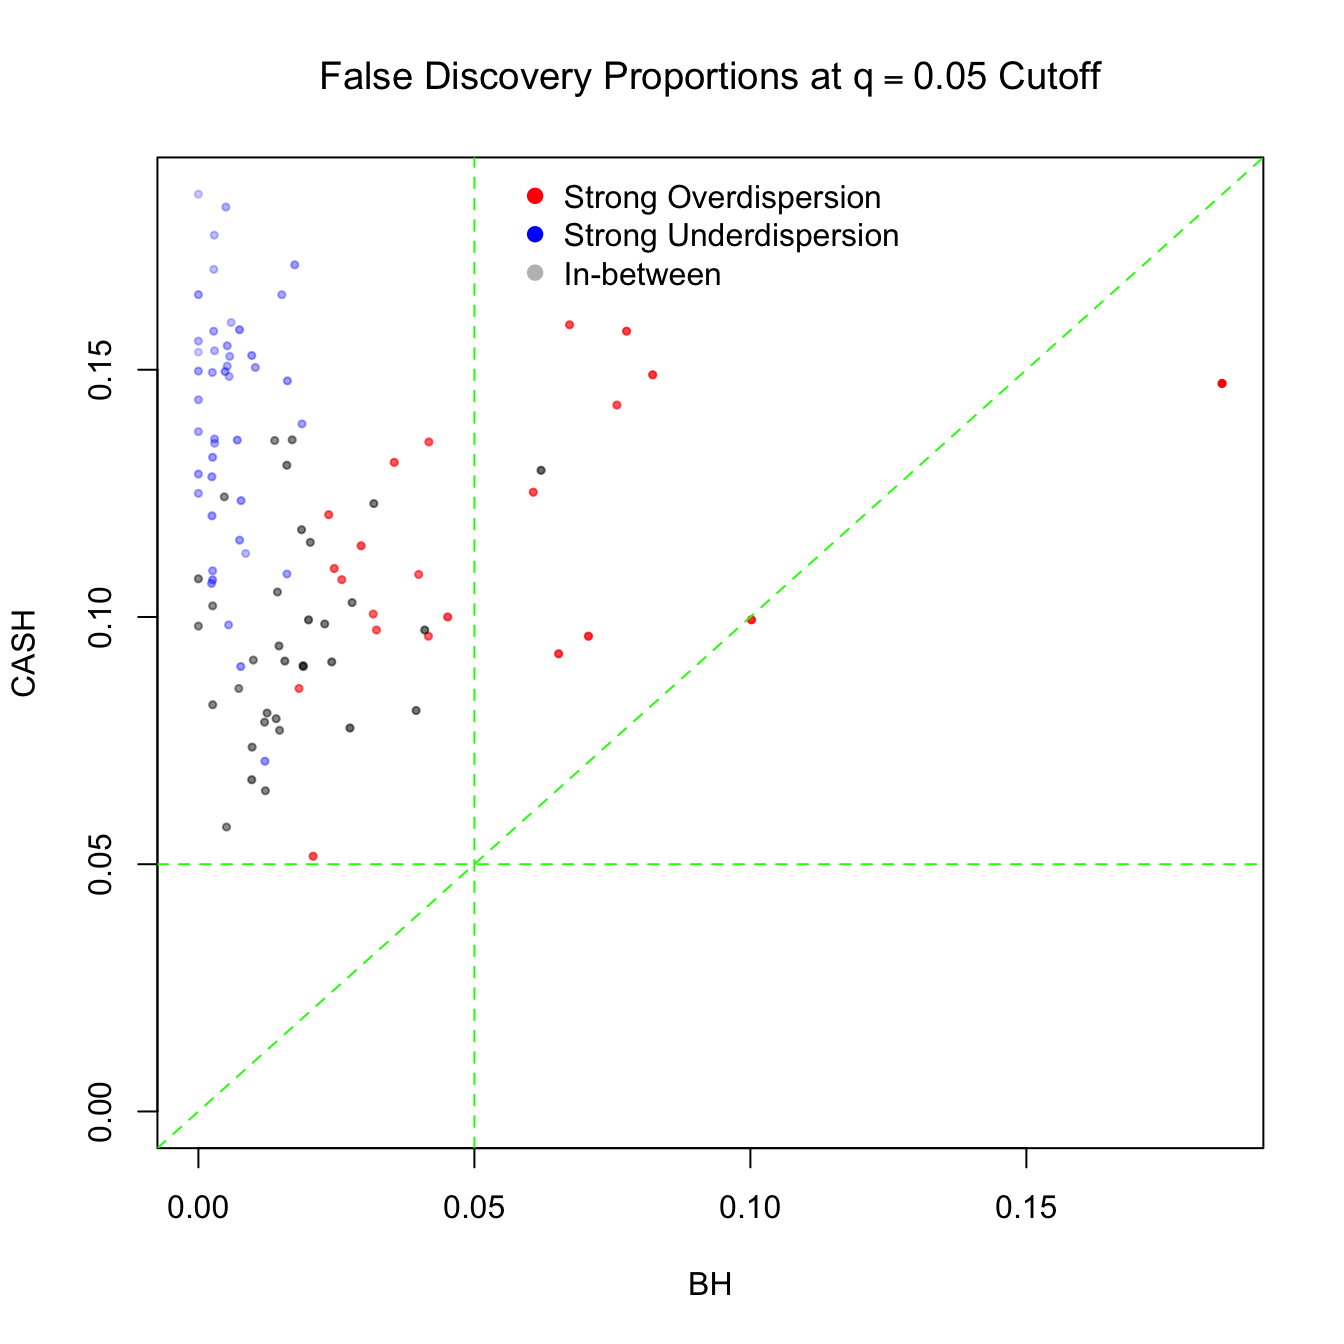 False Discovery Proportions at q = 0.05 Cutoff
Strong Overdispersion
Strong Underdispersion
In-between
0.15
0.10
0.05
0.00
CASH
0.00 0.05 0.10 0.15
BH